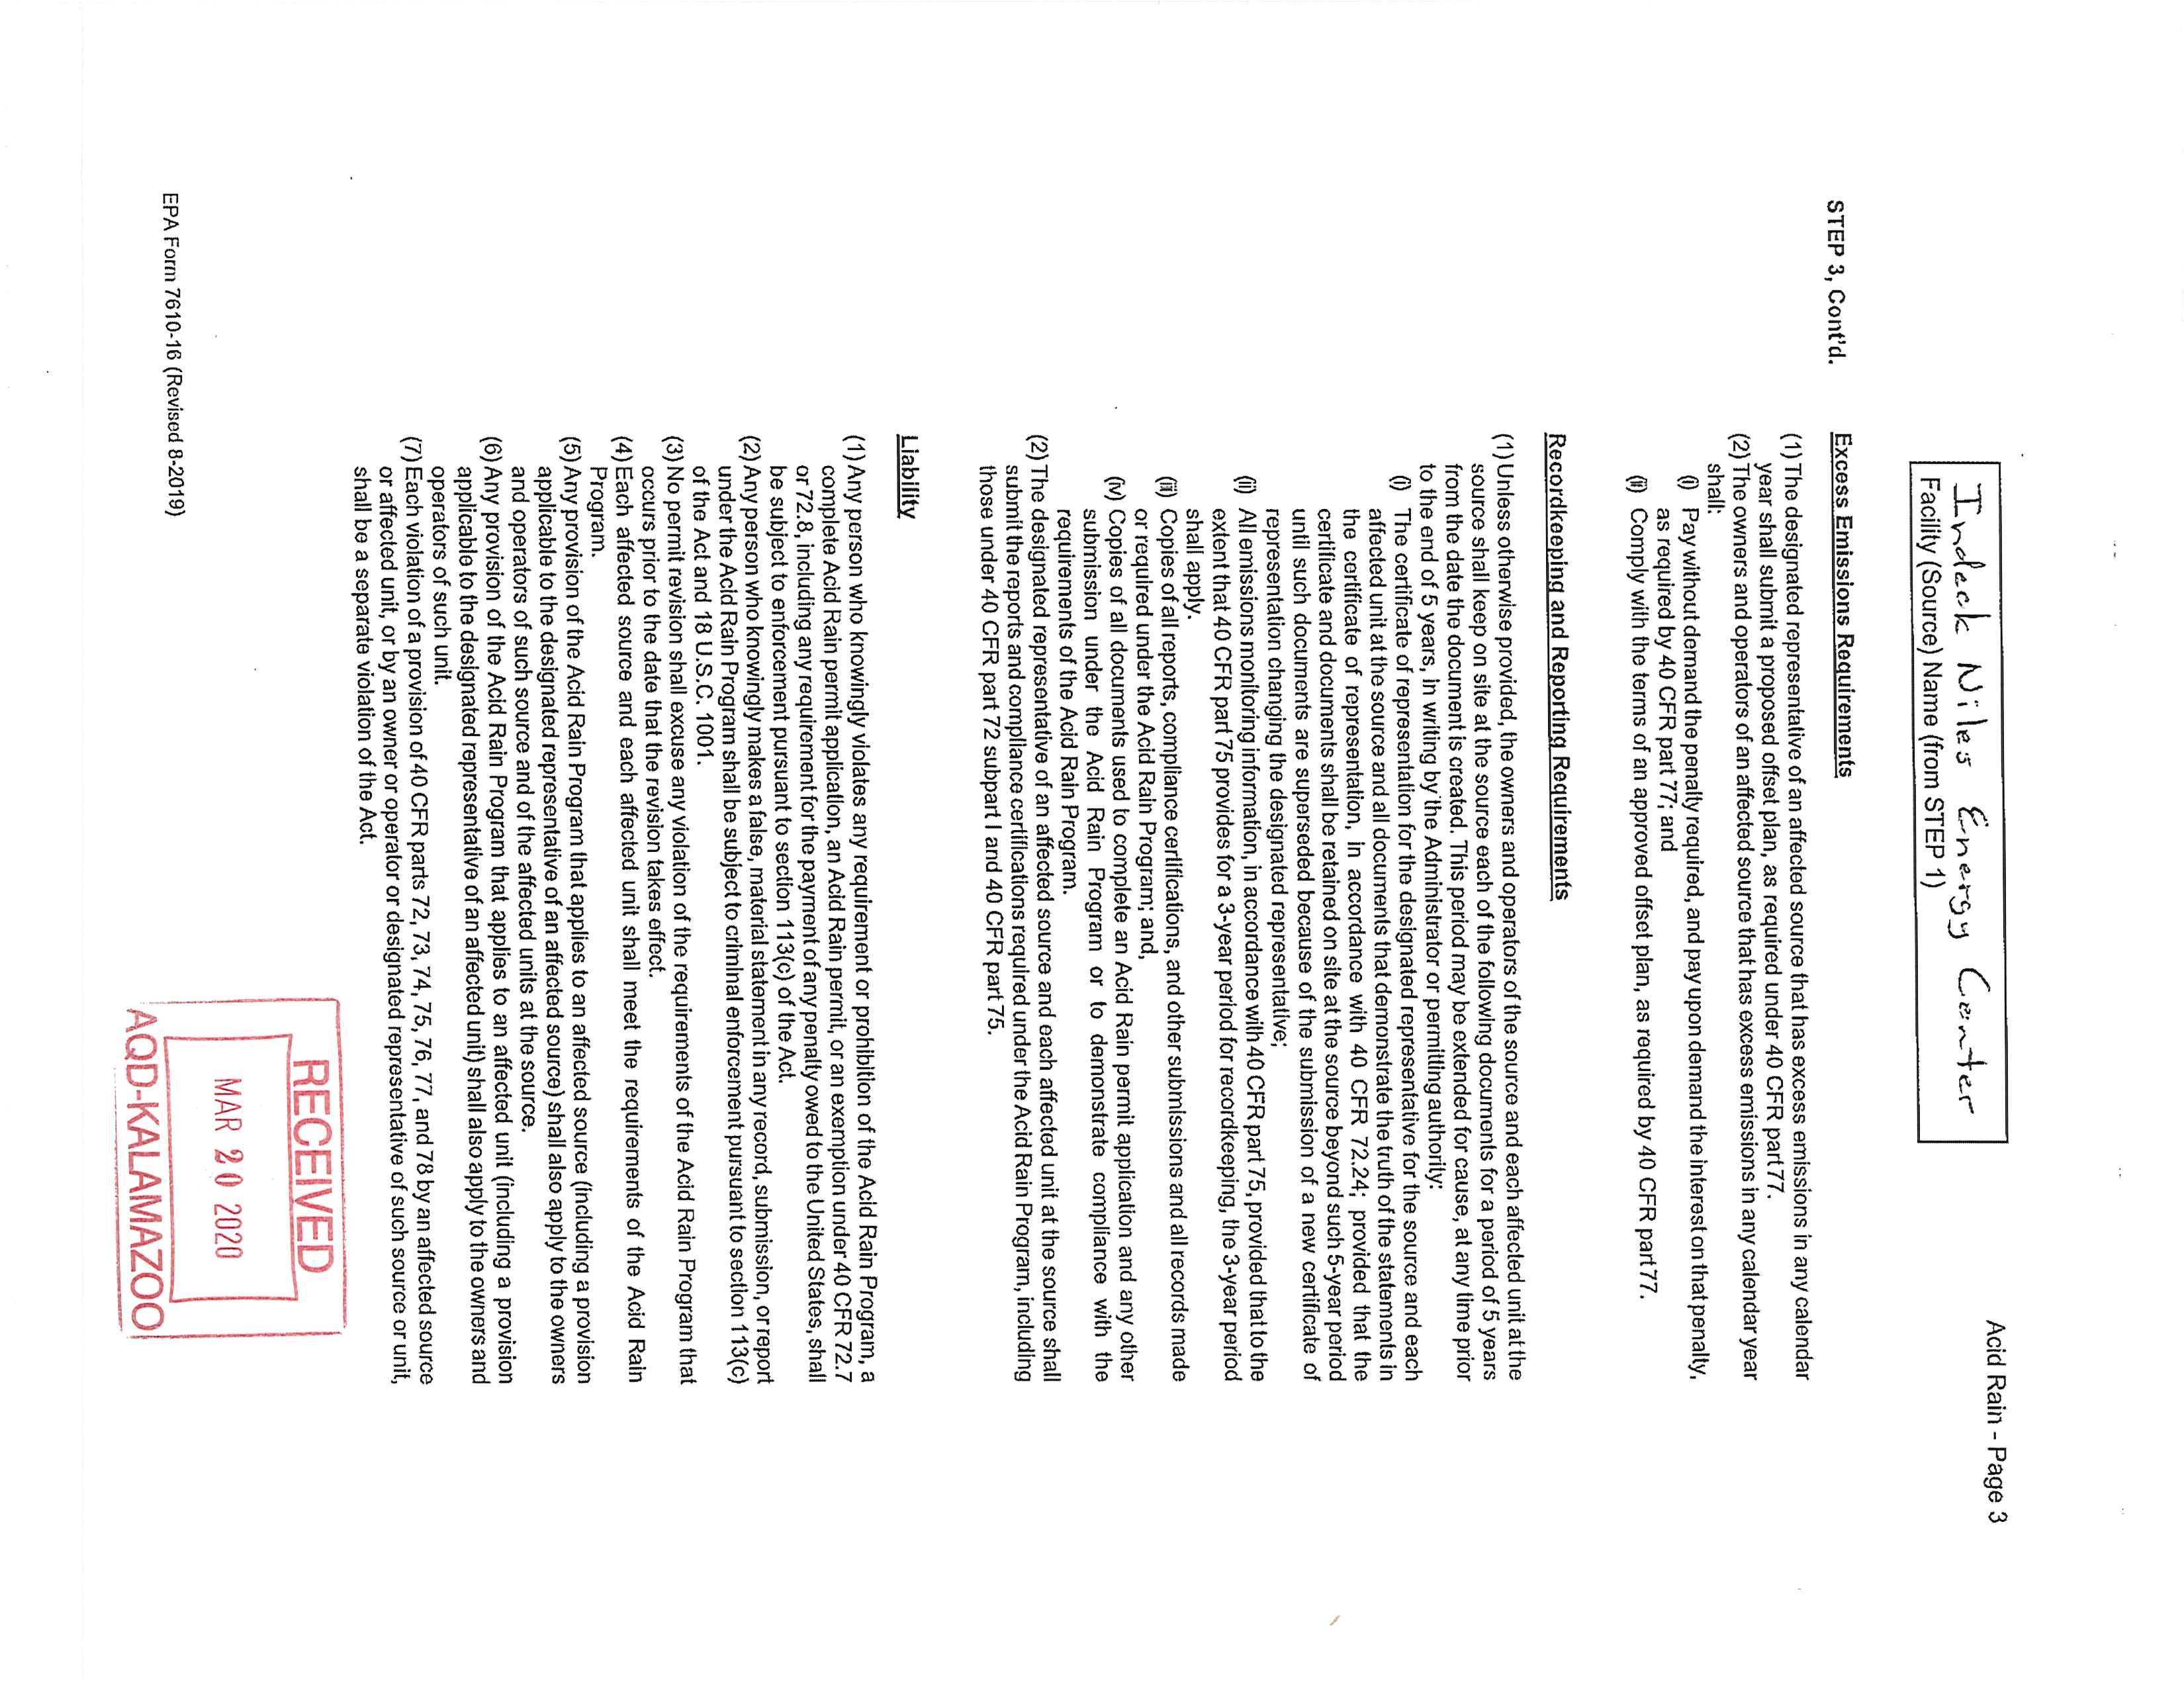 Acid Rain - Page 3
Indeck Niles Energy Center
Facility (Source) Name (from STEP 1)
STEP 3, Cont'd.
Excess Emissions Requirements
(1) The designated representative of an affected source that has excess emissions in any calendar
year shall submit a proposed offset plan, as required under 40 CFR part 77.
(2) The owners and operators of an affected source that has excess emissions in any calendar year
shall:
(i) Pay without demand the penalty required, and pay upon demand the interest on that penalty,
as required by 40 CFR part 77; and
(ii) Comply with the terms of an approved offset plan, as required by 40 CFR part 77.
Recordkeeping and Reporting Requirements
(1) Unless otherwise provided, the owners and operators of the source and each affected unit at the
source shall keep on site at the source each of the following documents for a period of 5 years
from the date the document is created. This period may be extended for cause, at any time prior
to the end of 5 years, in writing by the Administrator or permitting authority:
(i) The certificate of representation for the designated representative for the source and each
affected unit at the source and all documents that demonstrate the truth of the statements in
the certificate of representation, in accordance with 40 CFR 72.24; provided that the
certificate and documents shall be retained on site at the source beyond such 5-year period
until such documents are superseded because of the submission of a new certificate of
representation changing the designated representative;
(ii) All emissions monitoring information, in accordance wih 40 CFR part 75, provided that to the
extent that 40 CFR part 75 provides for a 3-year period for recordkeeping, the 3-year period
shall apply.
(iii) Copies of all reports, compliance certifications, and other submissions and all records made
or required under the Acid Rain Program; and,
(iv) Copies of all documents used to complete an Acid Rain permit application and any other
submission under the Acid Rain Program or to demonstrate compliance with the
requirements of the Acid Rain Program.
(2) The designated representative of an affected source and each affected unit at the source shall
submit the reports and compliance certifications required under the Acid Rain Program, including
those under 40 CFR part 72 subpart I and 40 CFR part 75.
Liability
(1) Any person who knowingly violates any requirement or prohibition of the Acid Rain Program, a
complete Acid Rain permit application, an Acid Rain permit, or an exemption under 40 CFR 72.7
or 72.8, including any requirement for the payment of any penalty owed to the United States, shall
be subject to enforcement pursuant to section 113(c) of the Act.
(2) Any person who knowingly makes a false, material statement in any record, submission, or report
under the Acid Rain Program shall be subject to criminal enforcement pursuant to section 113(c)
of the Act and 18 U.S.C. 1001.
(3) No permit revision shall excuse any violation of the requirements of the Acid Rain Program that
occurs prior to the date that the revision takes effect.
(4) Each affected source and each affected unit shall meet the requirements of the Acid Rain
Program.
(5) Any provision of the Acid Rain Program that applies to an affected source (including a provision
applicable to the designated representative of an affected source) shall also apply to the owners
and operators of such source and of the affected units at the source.
(6) Any provision of the Acid Rain Program that applies to an affected unit (including a provision
applicable to the designated representative of an affected unit) shall also apply to the owners and
operators of such unit.
(7) Each violation of a provision of 40 CFR parts 72, 73, 74, 75, 76, 77, and 78 by an affected source
or affected unit, or by an owner or operator or designated representative of such source or unit,
shall be a separate violation of the Act.
RECEIVED
MAR 20 2020
AQD-KALAMAZOO
EPA Form 7610-16 (Revised 8-2019)